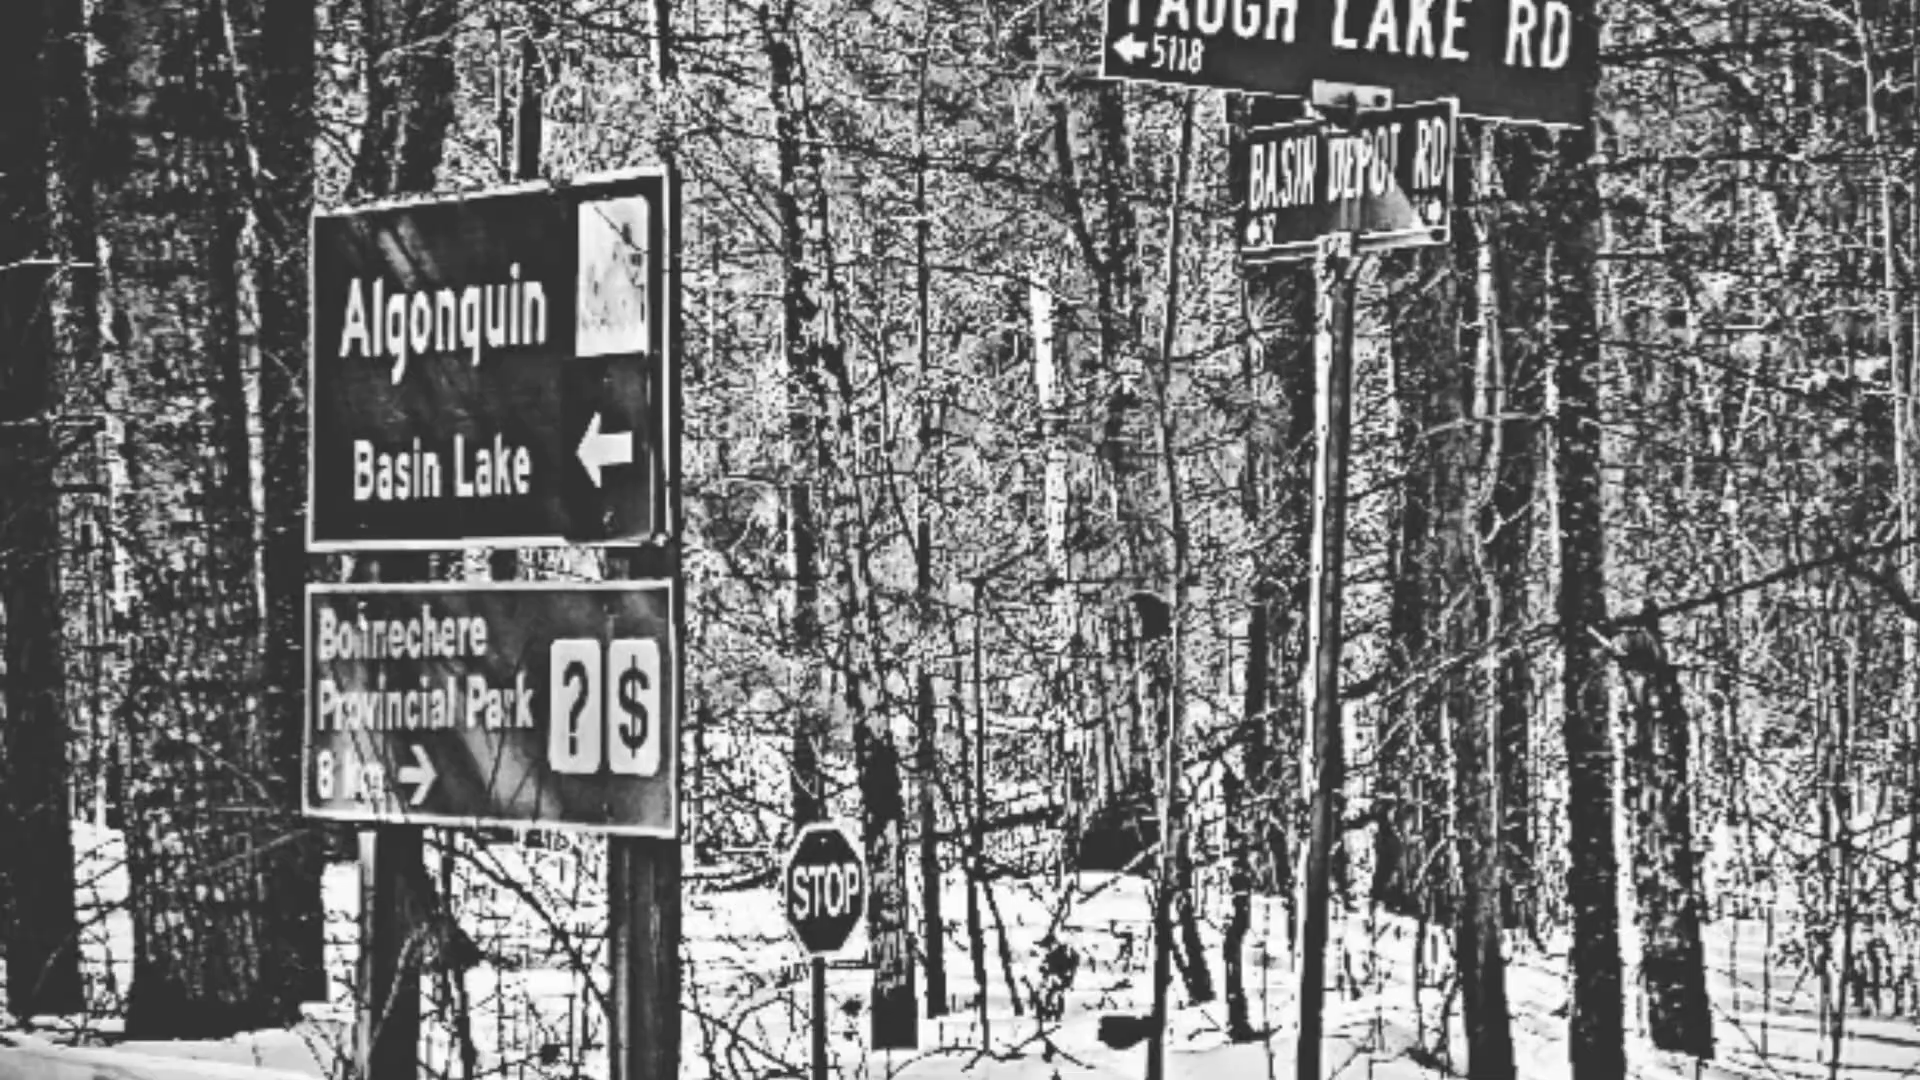 Algonquin
Basin Lake
Bonnechere
Provincial Park
8 km
? $
STOP
LAKE RD
5118
BASIN DEPOT RD